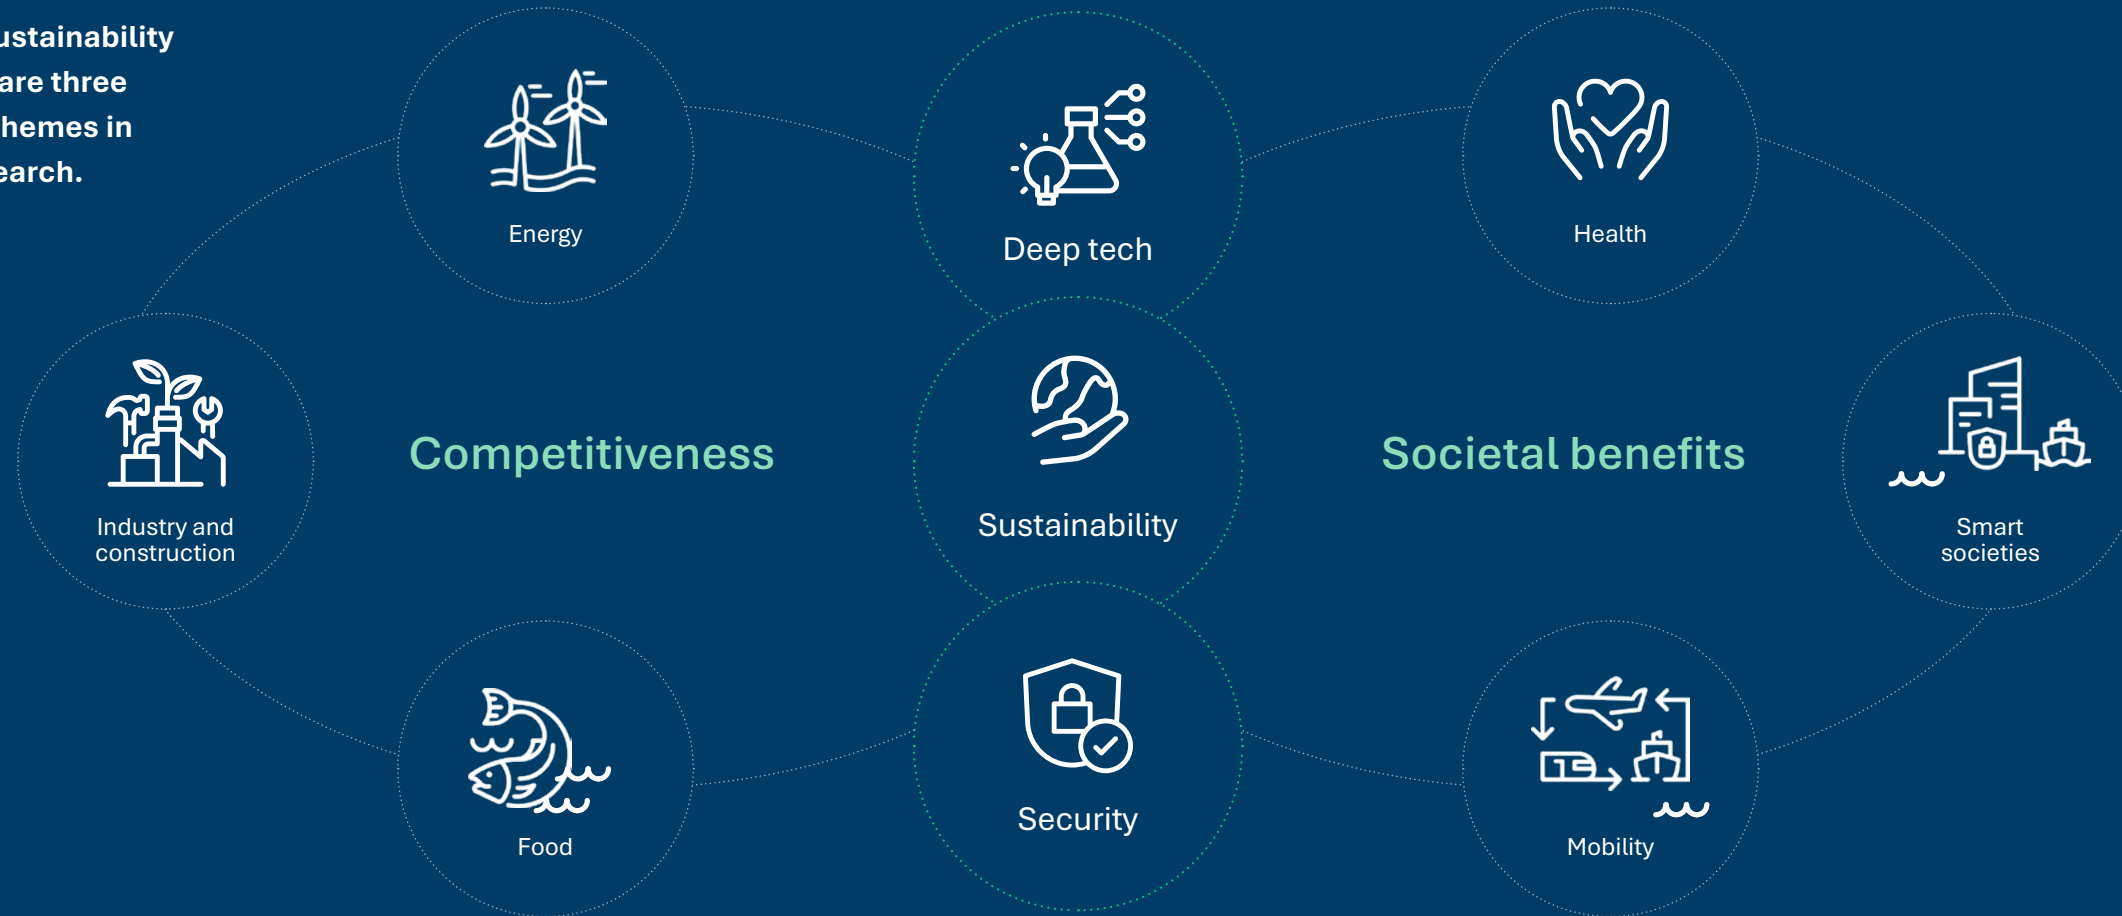 ustainability
are three
hemes in
earch.
Energy
Deep tech
Health
Industry and
construction
Competitiveness
Sustainability
Societal benefits
Smart
societies
Food
Security
Mobility